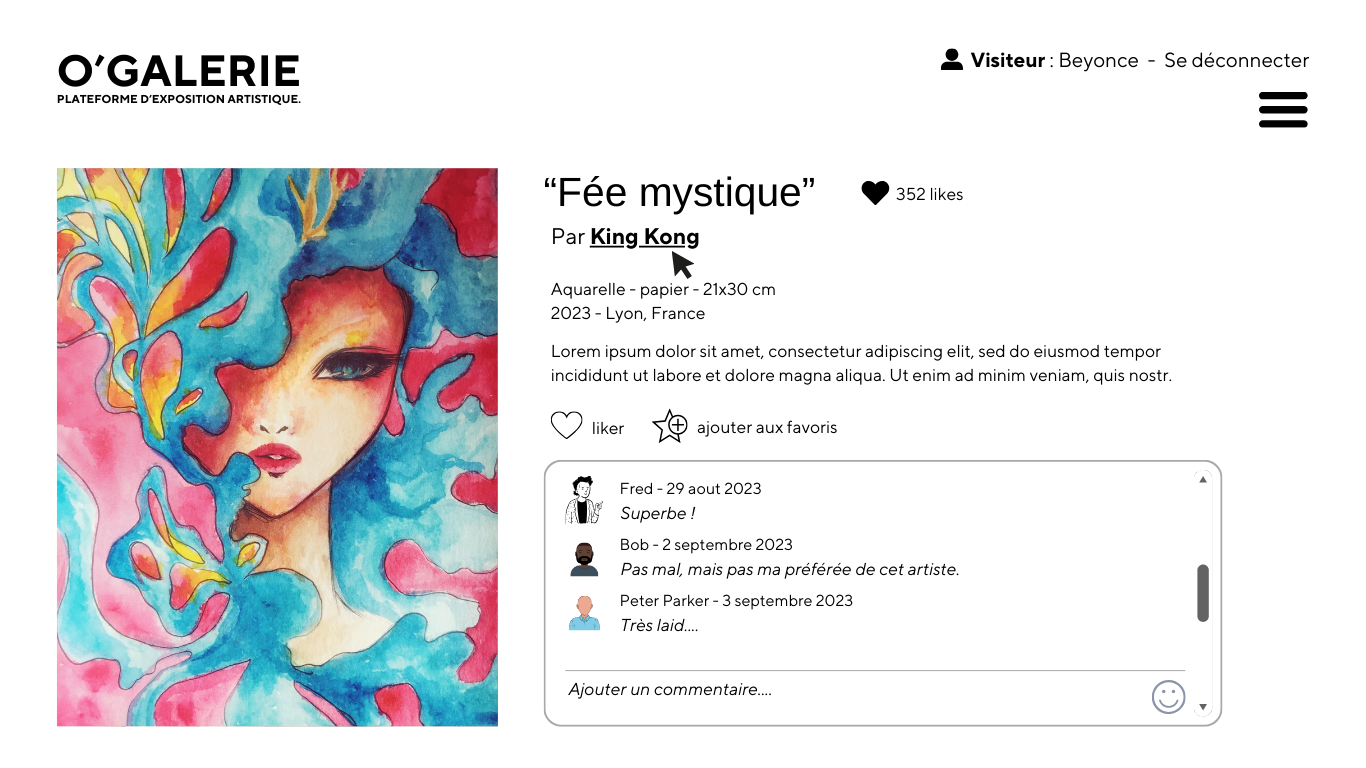 O'GALERIE
PLATEFORME D'EXPOSITION ARTISTIQUE.
Visiteur : Beyonce - Se déconnecter
“Fée mystique”
352 likes
Par King Kong
Aquarelle - papier - 21x30 cm
2023 - Lyon, France
Lorem ipsum dolor sit amet, consectetur adipiscing elit, sed do eiusmod tempor
incididunt ut labore et dolore magna aliqua. Ut enim ad minim veniam, quis nostr.
liker
ajouter aux favoris
Fred - 29 aout 2023
Superbe !
Bob - 2 septembre 2023
Pas mal, mais pas ma préférée de cet artiste.
Peter Parker - 3 septembre 2023
Très laid....
Ajouter un commentaire....